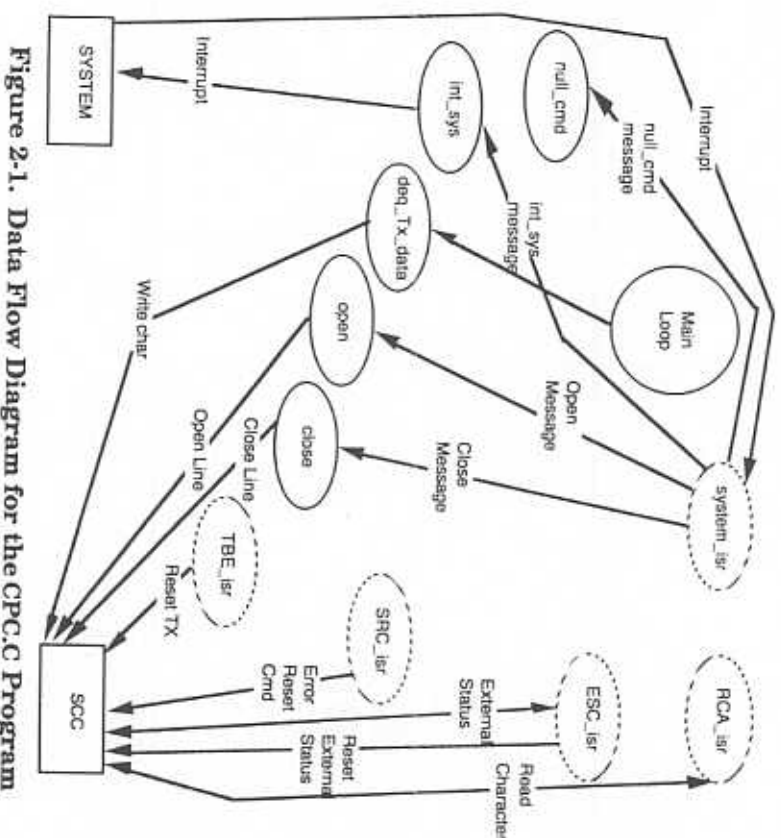 Interrupt
null_cmd
message
null_cmd
Main
Loop
system_isr
RCA_isr
int_sys
message
int_sys
Open
Message
Close
Message
External
Status
ESC_isr
Read
Character
Interrupt
deq_Tx_data
open
close
SRC_isr
Error
Reset
Cmd
Reset
External
Status
TBE_isr
Reset TX
Close Line
Open Line
Write char
SYSTEM
SCC
Figure 2-1. Data Flow Diagram for the CPC.C Program